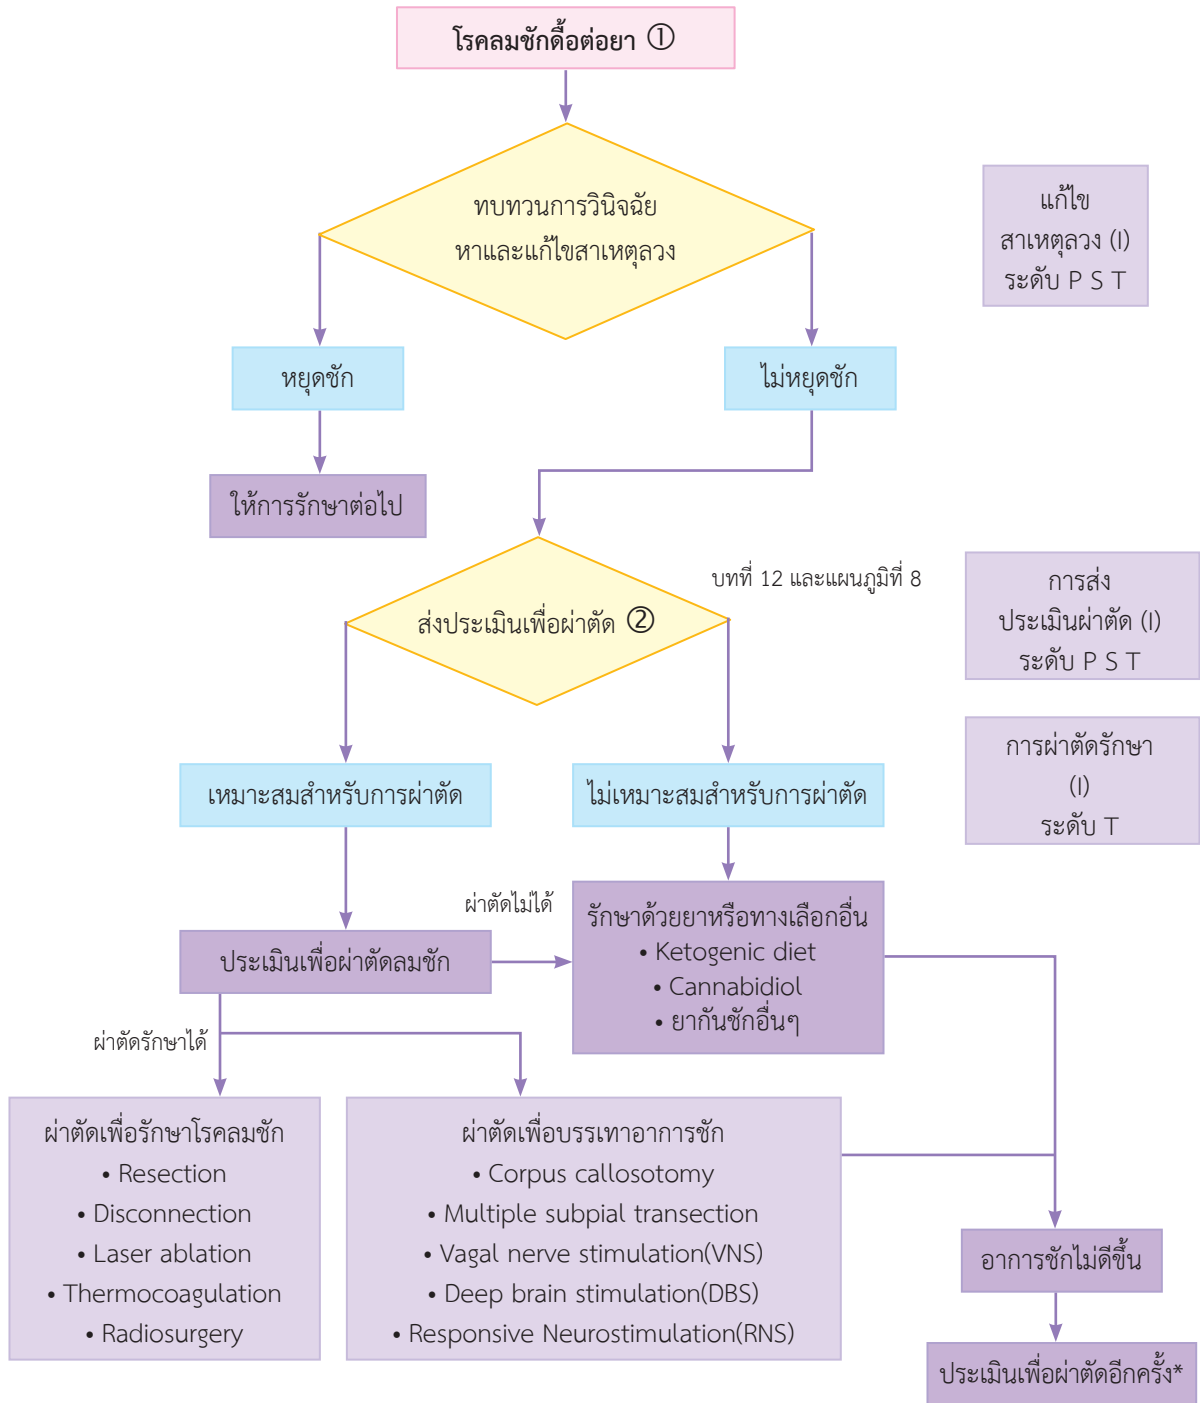 โรคลมชักดื้อต่อยา ①
ทบทวนการวินิจฉัย
หาและแก้ไขสาเหตุลวง
แก้ไข
สาเหตุลวง (I)
ระดับ P S T
หยุดชัก
ไม่หยุดชัก
ให้การรักษาต่อไป
บทที่ 12 และแผนภูมิที่ 8
ส่งประเมินเพื่อผ่าตัด ②
การส่ง
ประเมินผ่าตัด (I)
ระดับ P S T
การผ่าตัดรักษา
(I)
ระดับ T
เหมาะสมสำหรับการผ่าตัด
ไม่เหมาะสมสำหรับการผ่าตัด
ผ่าตัดไม่ได้
ประเมินเพื่อผ่าตัดลมชัก
รักษาด้วยยาหรือทางเลือกอื่น
• Ketogenic diet
• Cannabidiol
• ยากันชักอื่นๆ
ผ่าตัดรักษาได้
ผ่าตัดเพื่อรักษาโรคลมชัก
• Resection
• Disconnection
• Laser ablation
• Thermocoagulation
• Radiosurgery
ผ่าตัดเพื่อบรรเทาอาการชัก
• Corpus callosotomy
• Multiple subpial transection
• Vagal nerve stimulation(VNS)
• Deep brain stimulation(DBS)
• Responsive Neurostimulation(RNS)
อาการชักไม่ดีขึ้น
ประเมินเพื่อผ่าตัดอีกครั้ง*